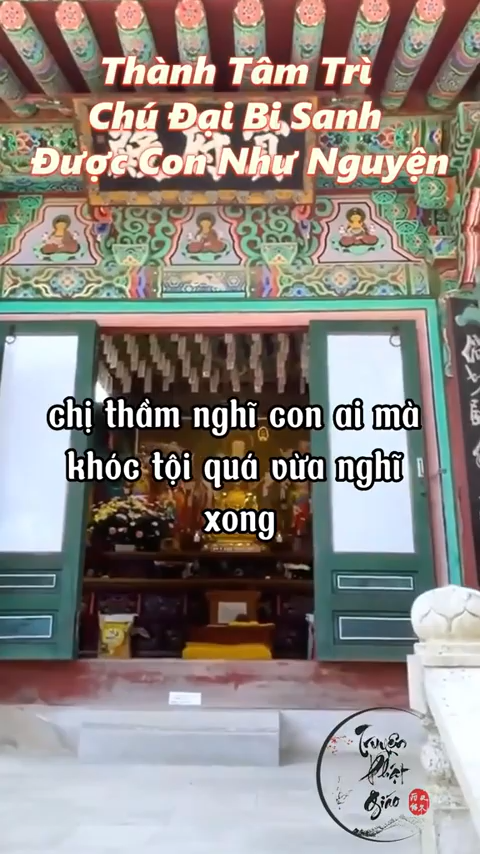 Thành Tâm Trì
Chú Đại Bi Sanh
Được Con Như Nguyện
chị thầm nghĩ con ai mà
khóc tội quá vừa nghĩ
xong
Truyện
Phật
Giáo